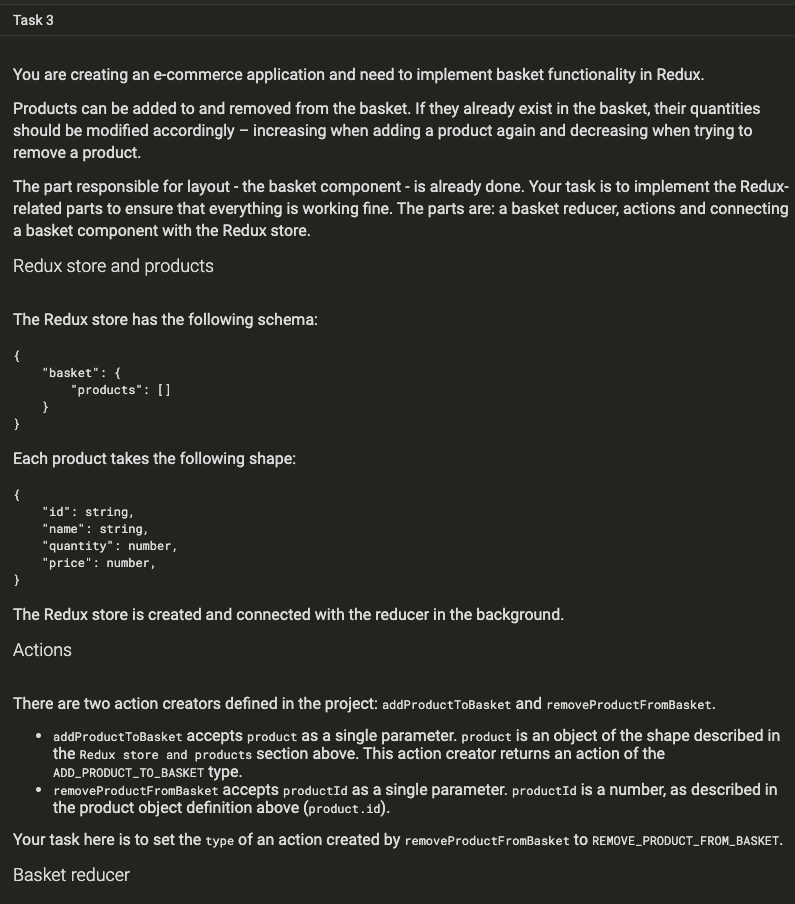 Task 3
You are creating an e-commerce application and need to implement basket functionality in Redux.
Products can be added to and removed from the basket. If they already exist in the basket, their quantities
should be modified accordingly – increasing when adding a product again and decreasing when trying to
remove a product.
The part responsible for layout - the basket component - is already done. Your task is to implement the Redux-
related parts to ensure that everything is working fine. The parts are: a basket reducer, actions and connecting
a basket component with the Redux store.
Redux store and products
The Redux store has the following schema:
{
    "basket": {
        "products": []
    }
}
Each product takes the following shape:
{
    "id": string,
    "name": string,
    "quantity": number,
    "price": number,
}
The Redux store is created and connected with the reducer in the background.
Actions
There are two action creators defined in the project: addProductToBasket and removeProductFromBasket.
• addProductToBasket accepts product as a single parameter. product is an object of the shape described in
the Redux store and products section above. This action creator returns an action of the
ADD_PRODUCT_TO_BASKET type.
• removeProductFromBasket accepts productId as a single parameter. productId is a number, as described in
the product object definition above (product.id).
Your task here is to set the type of an action created by removeProductFromBasket to REMOVE_PRODUCT_FROM_BASKET.
Basket reducer